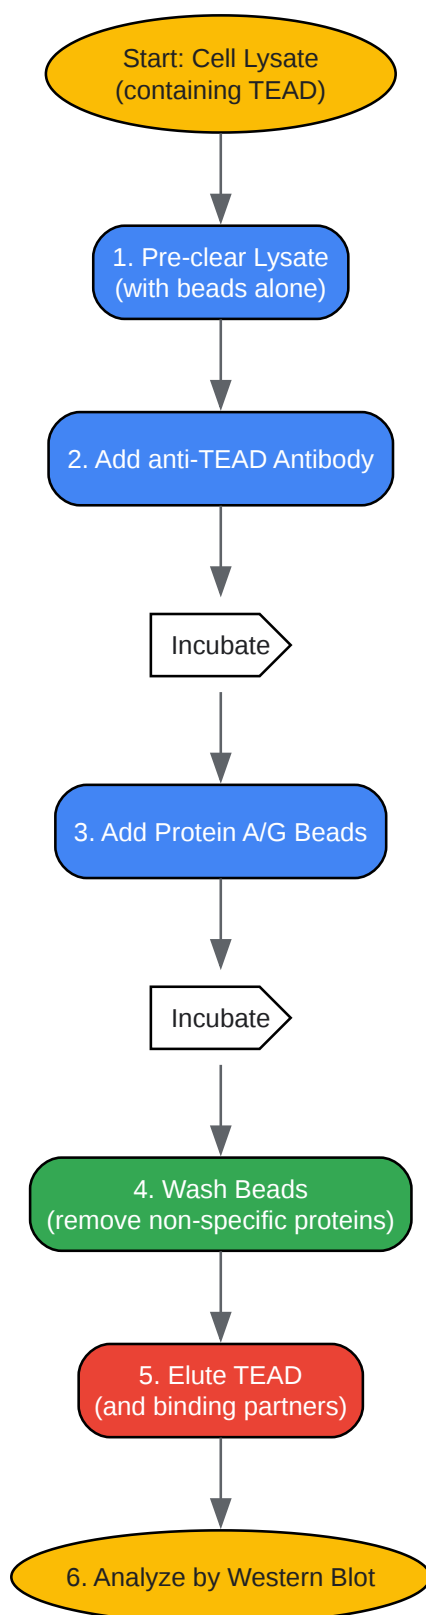 Start: Cell Lysate
(containing TEAD)
1. Pre-clear Lysate
(with beads alone)
2. Add anti-TEAD Antibody
Incubate
3. Add Protein A/G Beads
Incubate
4. Wash Beads
(remove non-specific proteins)
5. Elute TEAD
(and binding partners)
6. Analyze by Western Blot